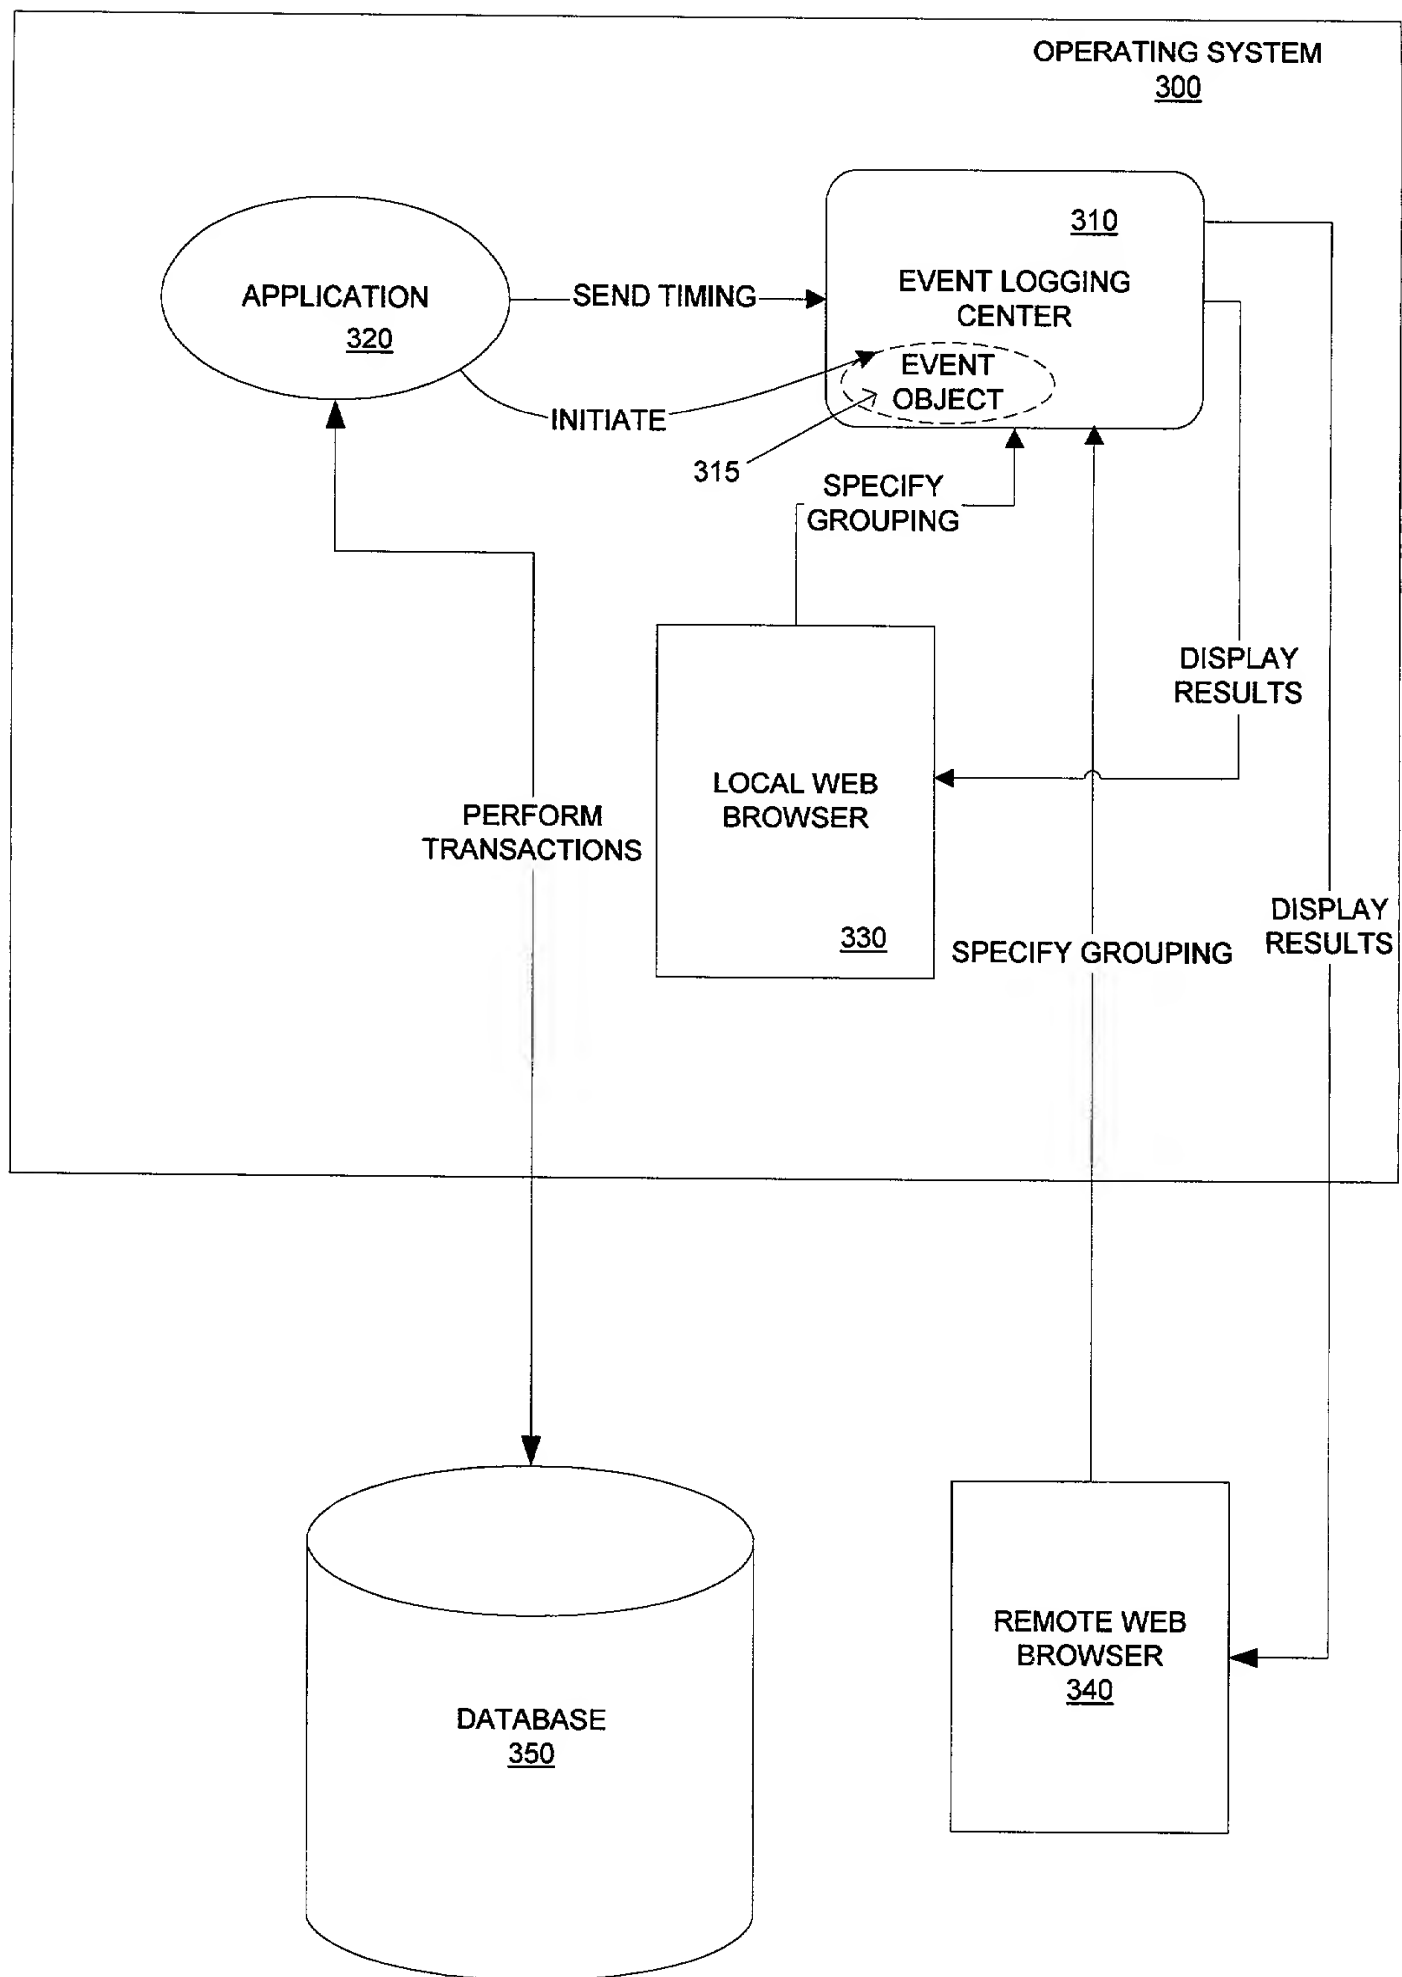 OPERATING SYSTEM
300
310
EVENT LOGGING
CENTER
APPLICATION
320
SEND TIMING
EVENT
OBJECT
INITIATE
315
SPECIFY
GROUPING
DISPLAY
RESULTS
LOCAL WEB
BROWSER
330
PERFORM
TRANSACTIONS
SPECIFY GROUPING
DISPLAY
RESULTS
REMOTE WEB
BROWSER
340
DATABASE
350